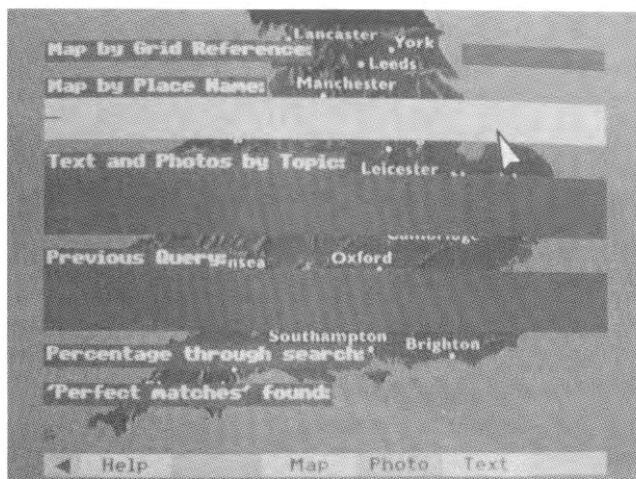 Lancaster
Map by Grid Reference: York
Leeds
Map by Place Name: Manchester
Text and Photos by Topic: Leicester
Previous Query: nsea Oxford
Southampton Brighton
Percentage through search:
'Perfect matches' found:
Help Map Photo Text